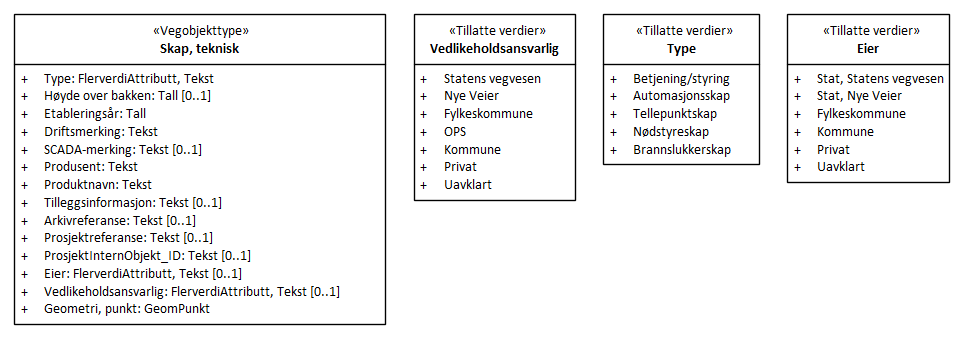 «Vegobjekttype»
Skap, teknisk
+ Type: FlerverdiAttributt, Tekst
+ Høyde over bakken: Tall [0..1]
+ Etableringsår: Tall
+ Driftsmerking: Tekst
+ SCADA-merking: Tekst [0..1]
+ Produsent: Tekst
+ Produktnavn: Tekst
+ Tilleggsinformasjon: Tekst [0..1]
+ Arkivreferanse: Tekst [0..1]
+ Prosjektreferanse: Tekst [0..1]
+ ProsjektInternObjekt_ID: Tekst [0..1]
+ Eier: FlerverdiAttributt, Tekst [0..1]
+ Vedlikeholdsansvarlig: FlerverdiAttributt, Tekst [0..1]
+ Geometri, punkt: GeomPunkt
«Tillatte verdier»
Vedlikeholdsansvarlig
+ Statens vegvesen
+ Nye Veier
+ Fylkeskommune
+ OPS
+ Kommune
+ Privat
+ Uavklart
«Tillatte verdier»
Type
+ Betjening/styring
+ Automasjonsskap
+ Tellepunktskap
+ Nødstyreskap
+ Brannslukkerskap
«Tillatte verdier»
Eier
+ Stat, Statens vegvesen
+ Stat, Nye Veier
+ Fylkeskommune
+ Kommune
+ Privat
+ Uavklart